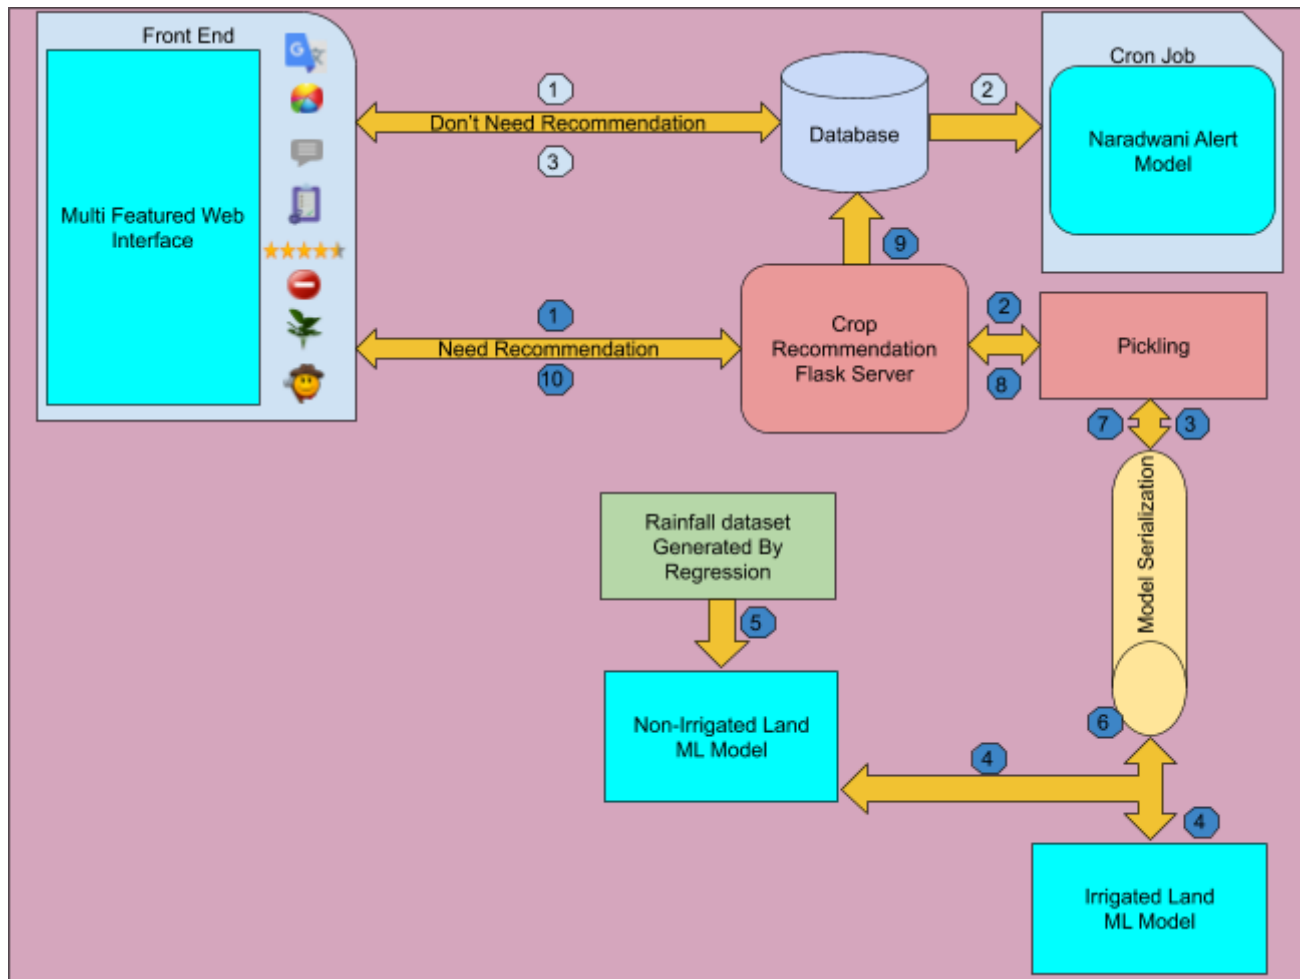 Front End
Multi Featured Web
Interface
G
1
Don't Need Recommendation
3
Database
2
Cron Job
Naradwani Alert
Model
9
1
Need Recommendation
10
Crop
Recommendation
Flask Server
2
8
Pickling
7
3
Model Serialization
Rainfall dataset
Generated By
Regression
5
Non-Irrigated Land
ML Model
6
4
4
Irrigated Land
ML Model